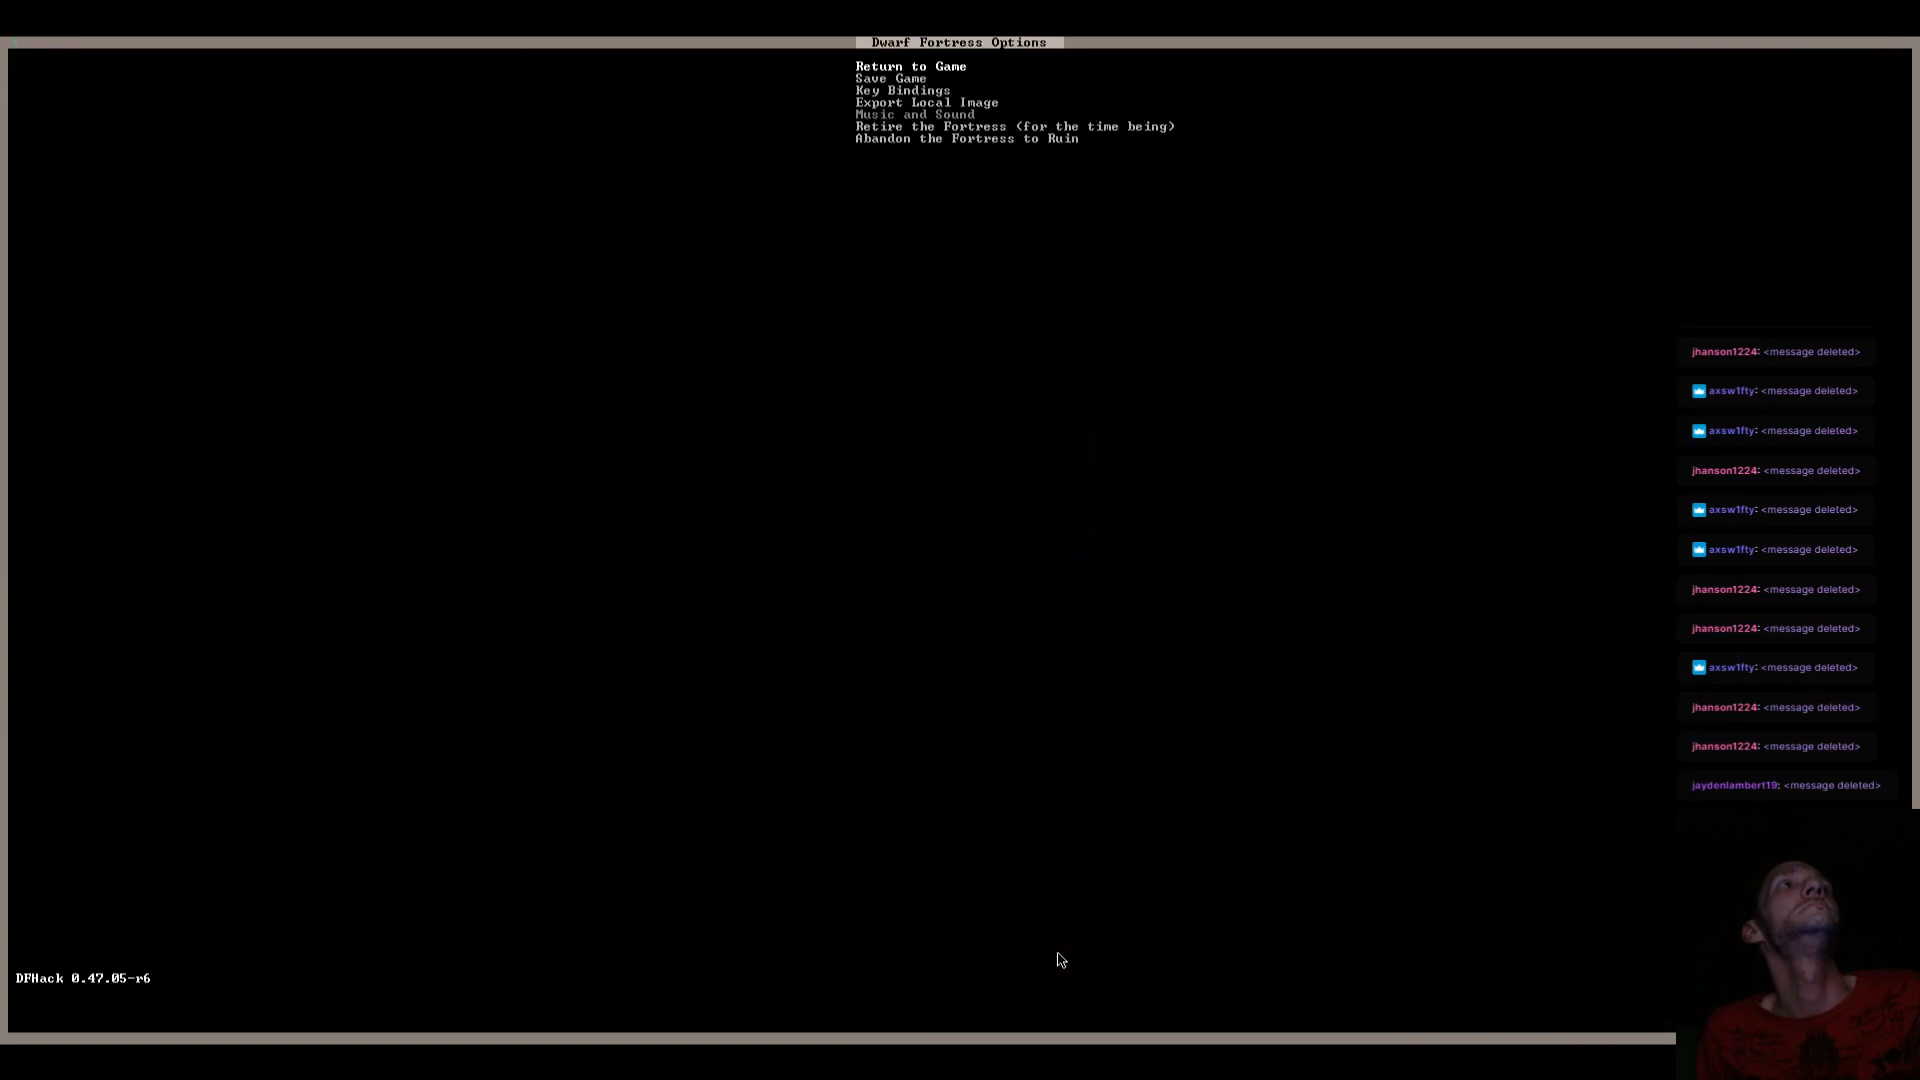 Dwarf Fortress Options
Return to Game
Save Game
Key Bindings
Export Local Image
Music and Sound
Retire the Fortress (for the time being)
Abandon the Fortress to Ruin
jhanson1224: <message deleted>
axsw1fty: <message deleted>
axsw1fty: <message deleted>
jhanson1224: <message deleted>
axsw1fty: <message deleted>
axsw1fty: <message deleted>
jhanson1224: <message deleted>
jhanson1224: <message deleted>
axsw1fty: <message deleted>
jhanson1224: <message deleted>
jhanson1224: <message deleted>
jaydenlambert19: <message deleted>
DFHack 0.47.05-r6